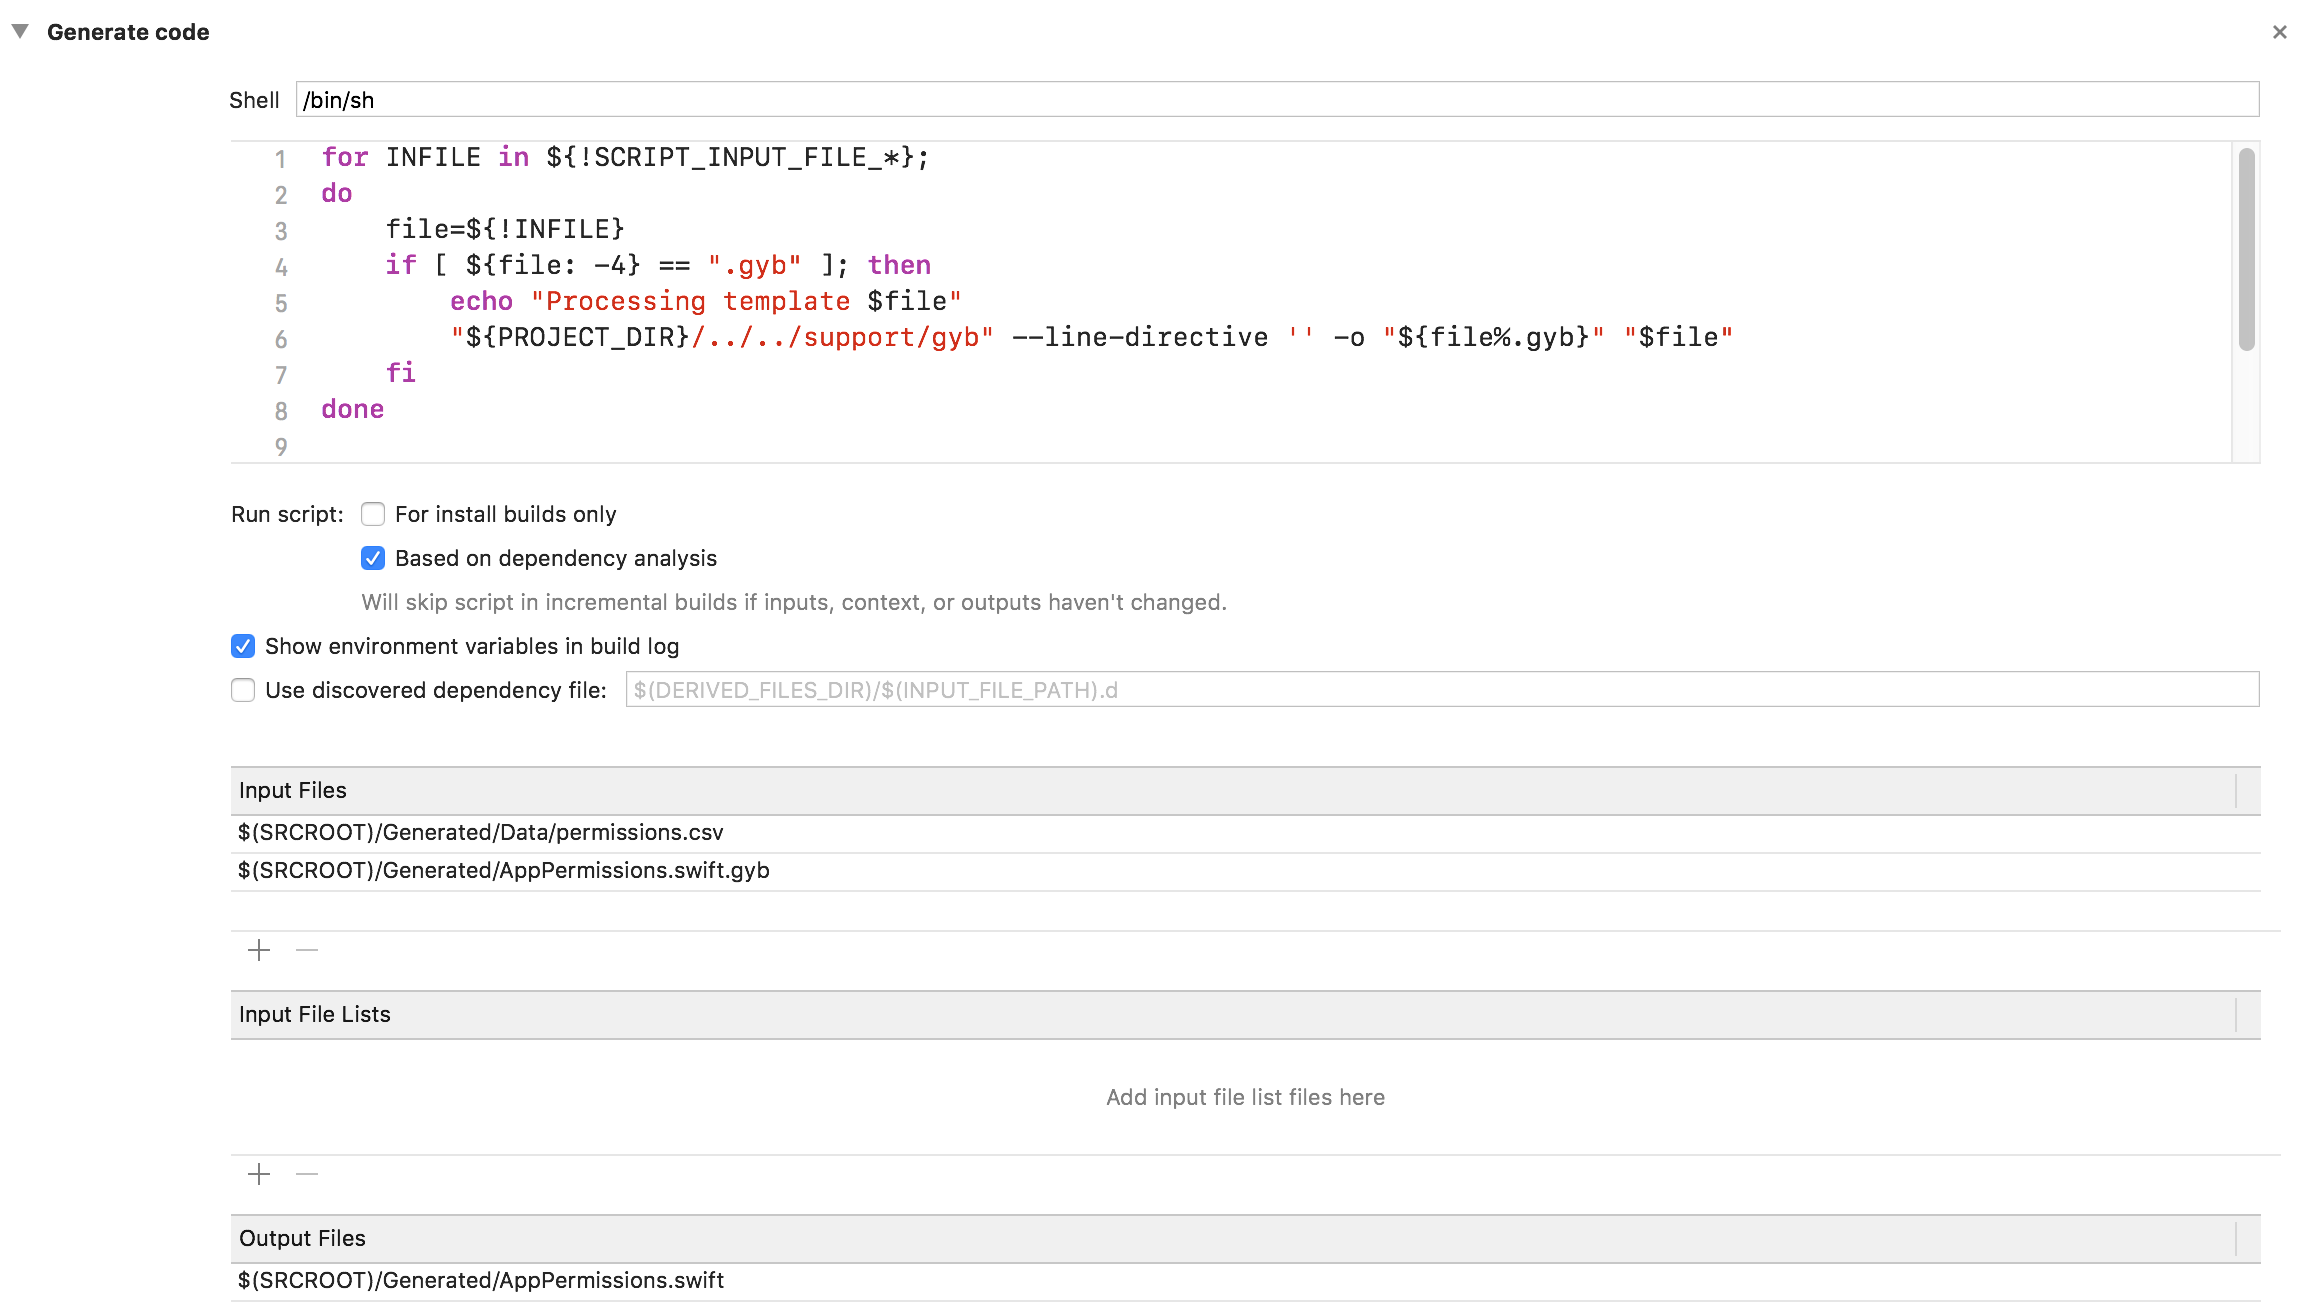 Generate code
Shell /bin/sh
1 for INFILE in ${!SCRIPT_INPUT_FILE_*};
2 do
3     file=${!INFILE}
4     if [ ${file: -4} == ".gyb" ]; then
5         echo "Processing template $file"
6         "${PROJECT_DIR}/../../support/gyb" --line-directive '' -o "${file%.gyb}" "$file"
7     fi
8 done
9
Run script: For install builds only
Based on dependency analysis
Will skip script in incremental builds if inputs, context, or outputs haven't changed.
Show environment variables in build log
Use discovered dependency file: $(DERIVED_FILES_DIR)/$(INPUT_FILE_PATH).d
Input Files
$(SRCROOT)/Generated/Data/permissions.csv
$(SRCROOT)/Generated/AppPermissions.swift.gyb
Input File Lists
Add input file list files here
Output Files
$(SRCROOT)/Generated/AppPermissions.swift